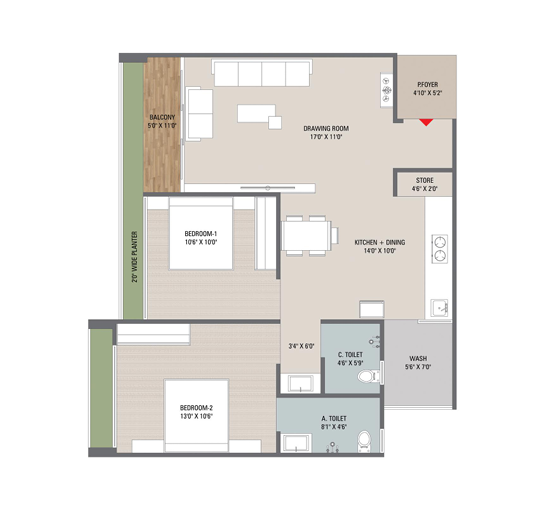 P.FOYER
4'10" X 5'2"
BALCONY
5'0" X 11'0"
DRAWING ROOM
17'0" X 11'0"
STORE
4'6" X 2'0"
BEDROOM-1
10'6" X 10'0"
KITCHEN + DINING
14'0" X 10'0"
2'0" WIDE PLANTER
3'4" X 6'0"
C. TOILET
4'6" X 5'9"
WASH
5'6" X 7'0"
BEDROOM-2
13'0" X 10'6"
A. TOILET
8'1" X 4'6"